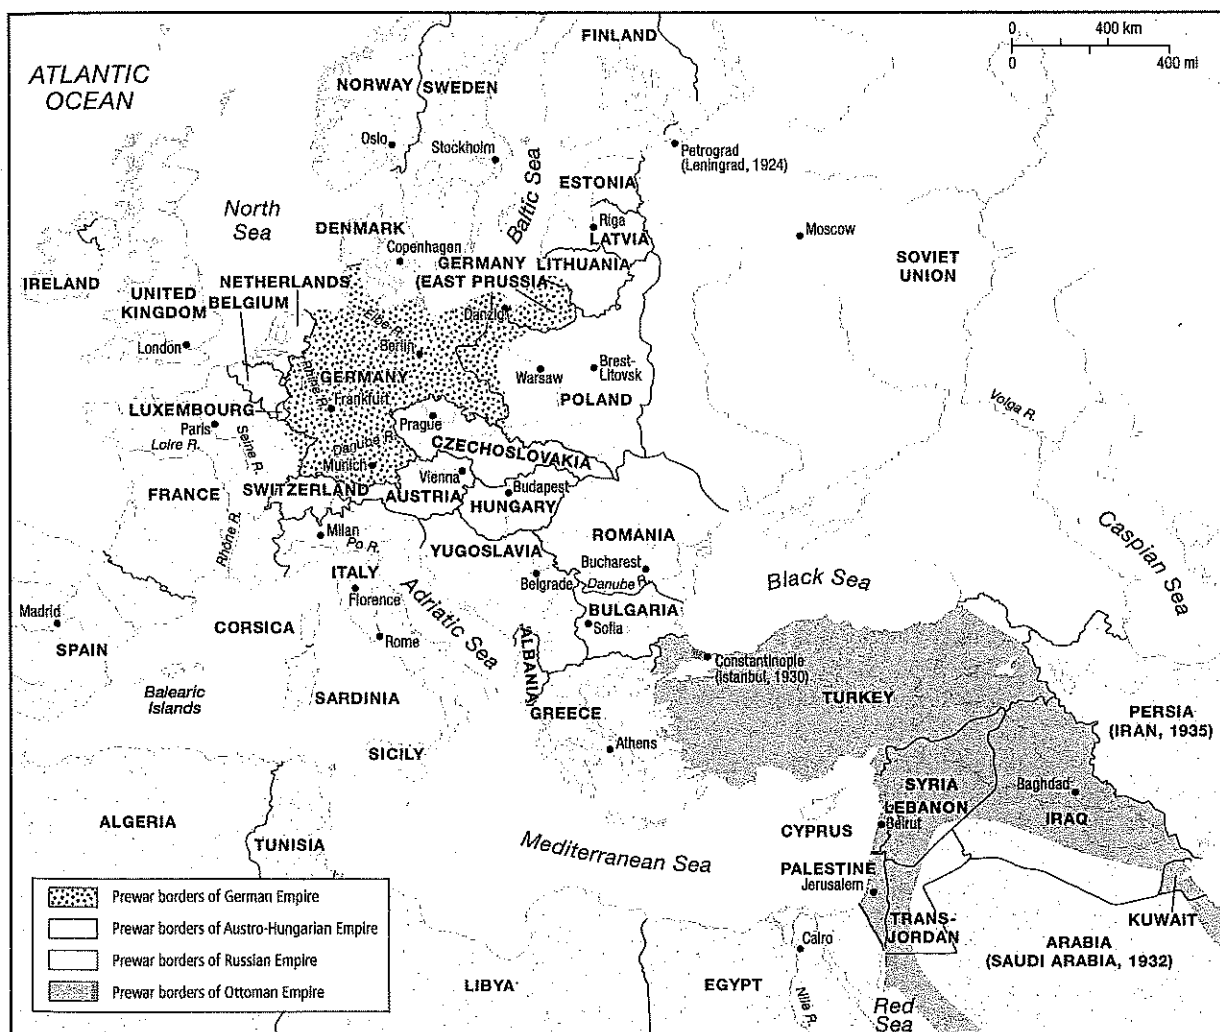 ATLANTIC
OCEAN
NORWAY
SWEDEN
FINLAND
0 400 km
0 400 mi
Oslo
Stockholm
Petrograd
(Leningrad, 1924)
Baltic Sea
ESTONIA
North
Sea
Riga
LATVIA
Moscow
DENMARK
Copenhagen
SOVIET
UNION
IRELAND
UNITED
KINGDOM
NETHERLANDS
BELGIUM
GERMANY
(EAST PRUSSIA)
LITHUANIA
Danzig
Elbe R.
London
Berlin
Rhine R.
GERMANY
Warsaw
Brest-
Litovsk
POLAND
Frankfurt
LUXEMBOURG
Paris
Prague
Volga R.
Loire R.
Seine R.
Danube R.
Munich
CZECHOSLOVAKIA
Vienna
FRANCE
SWITZERLAND
AUSTRIA
Budapest
HUNGARY
Rhône R.
Milan
Po R.
YUGOSLAVIA
ROMANIA
Bucharest
Danube R.
Belgrade
Black Sea
Caspian Sea
ITALY
Florence
Adriatic Sea
BULGARIA
Sofia
Madrid
SPAIN
CORSICA
Rome
ALBANIA
Constantinople
(Istanbul, 1930)
Balearic
Islands
SARDINIA
GREECE
TURKEY
PERSIA
(IRAN, 1935)
SICILY
Athens
SYRIA
Baghdad
LEBANON
Beirut
IRAQ
ALGERIA
TUNISIA
Mediterranean Sea
CYPRUS
PALESTINE
Jerusalem
TRANS-
JORDAN
KUWAIT
ARABIA
(SAUDI ARABIA, 1932)
Cairo
LIBYA
EGYPT
Nile R.
Red
Sea
Prewar borders of German Empire
Prewar borders of Austro-Hungarian Empire
Prewar borders of Russian Empire
Prewar borders of Ottoman Empire